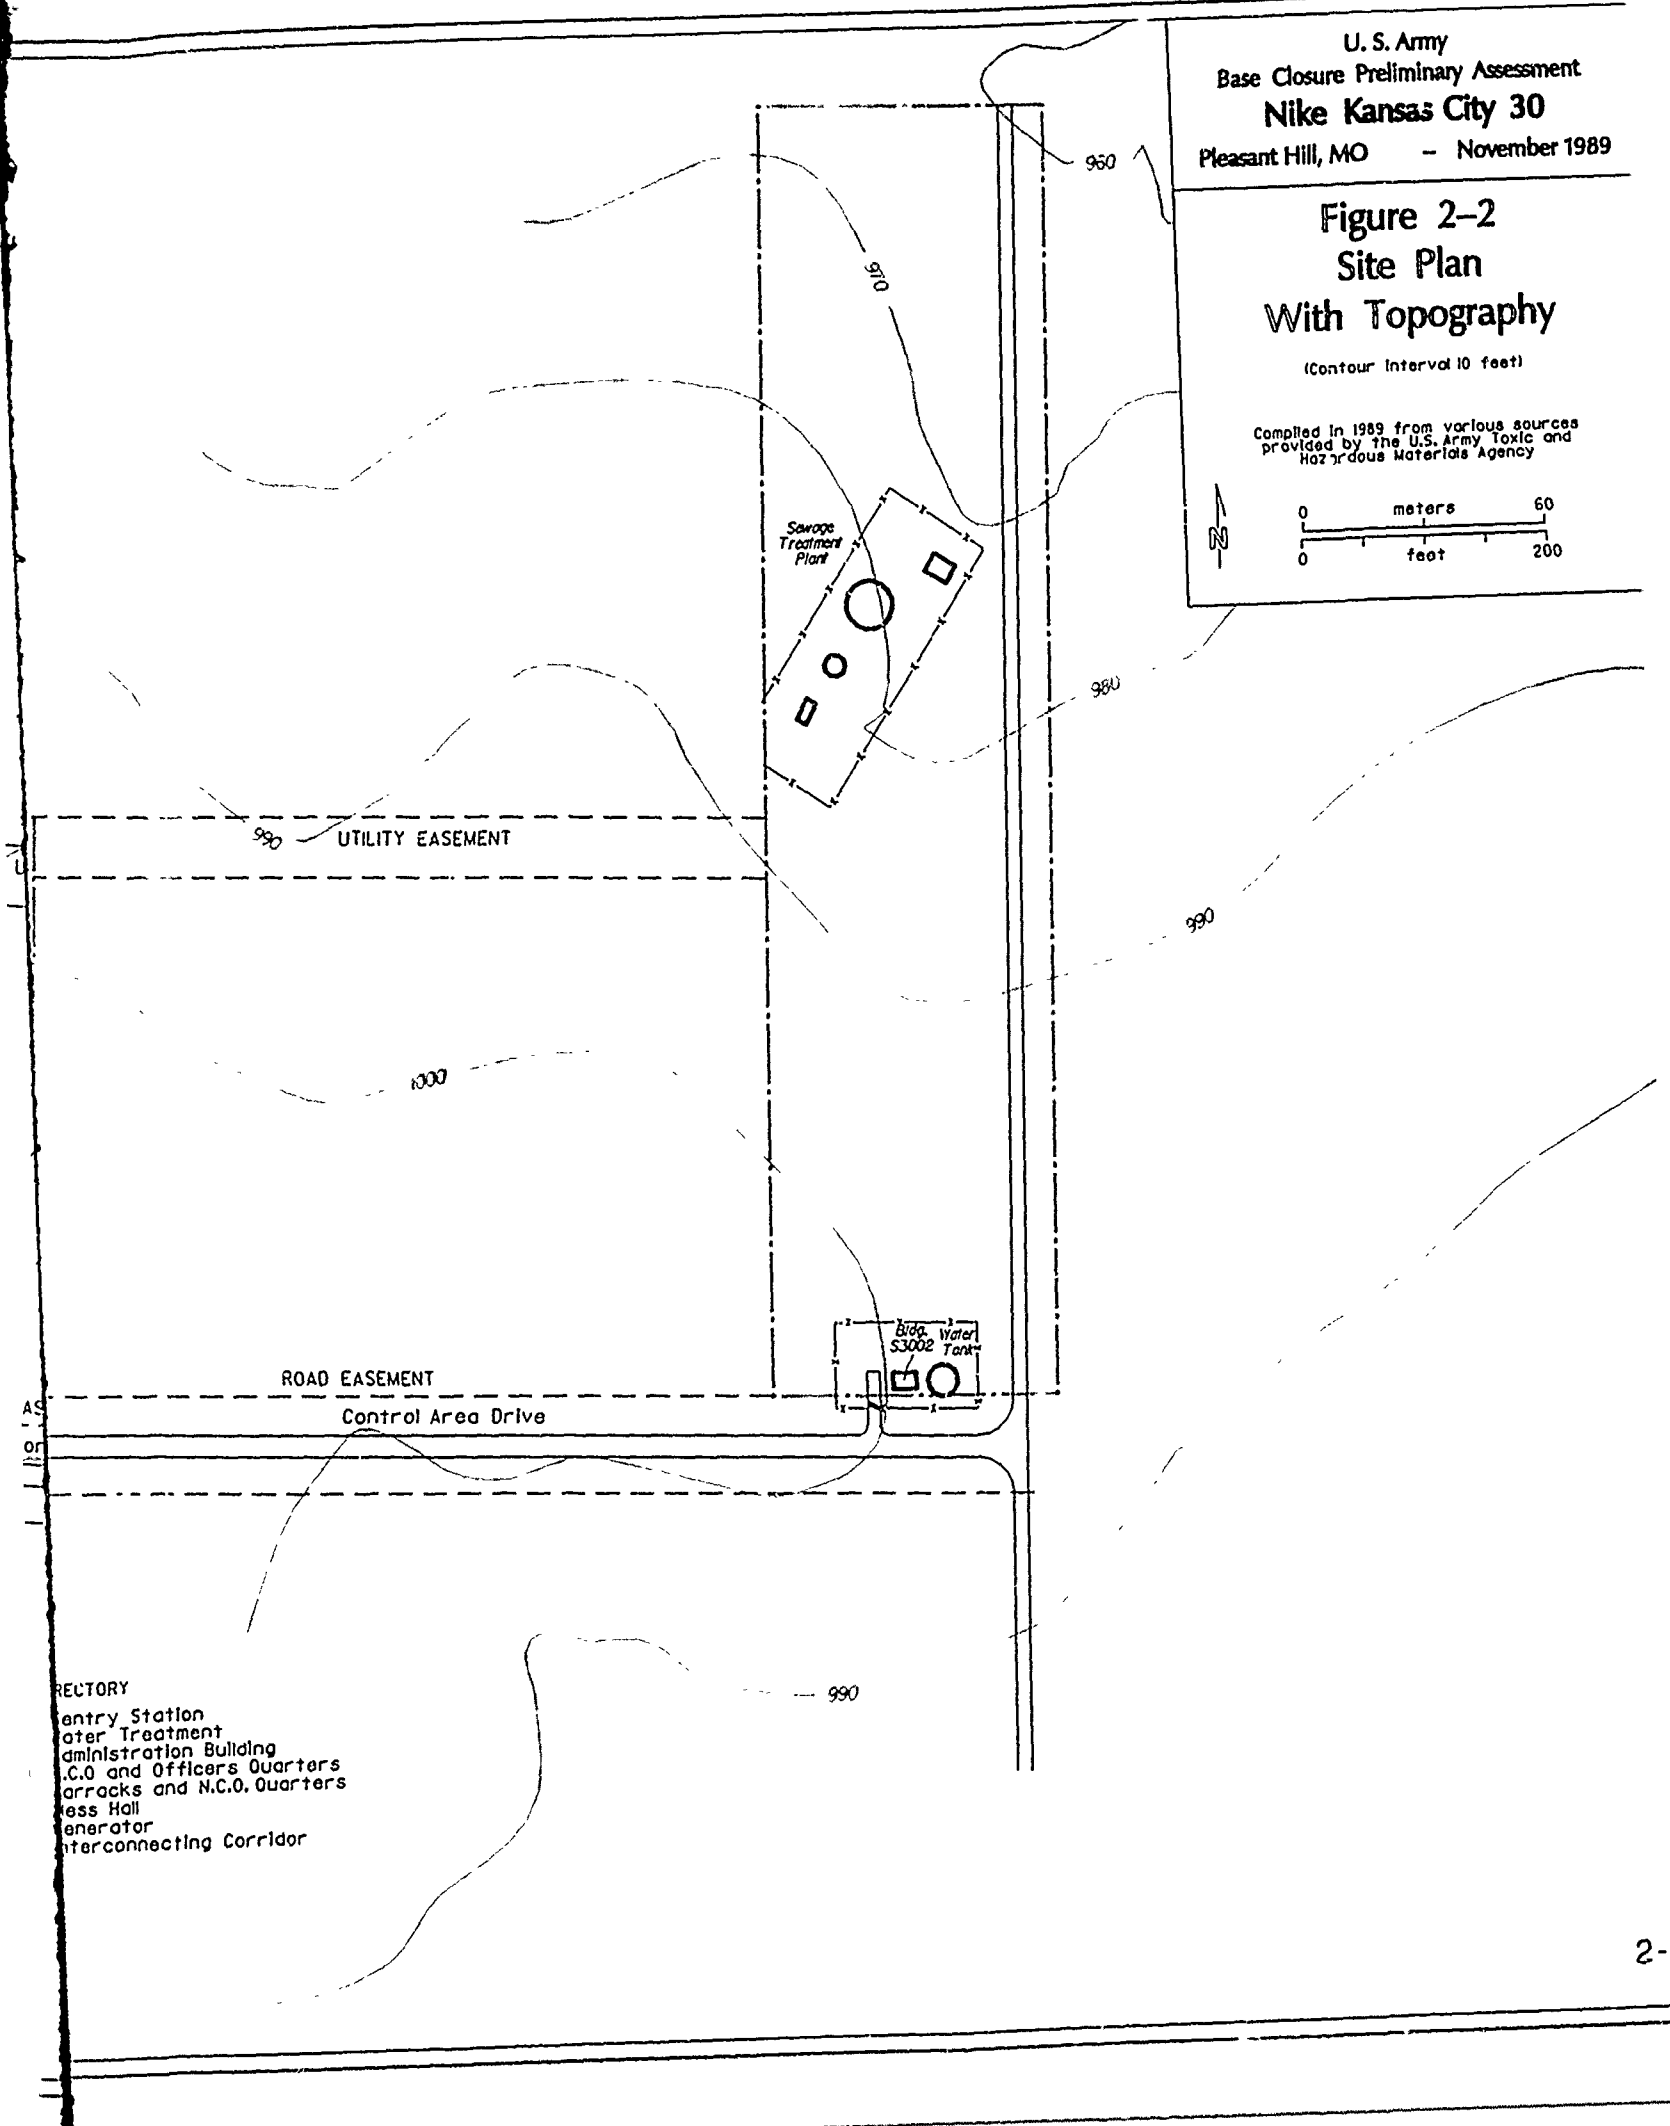 U. S. Army
Base Closure Preliminary Assessment
Nike Kansas City 30
Pleasant Hill, MO – November 1989
Figure 2–2
Site Plan
With Topography
(Contour Interval 10 feet)
Compiled in 1989 from various sources
provided by the U.S. Army Toxic and
Hazardous Materials Agency
N
0 meters 60
0 feet 200
960
970
Sewage
Treatment
Plant
980
990
UTILITY EASEMENT
990
1000
Bldg.
S3002
Water
Tank
ROAD EASEMENT
Control Area Drive
990
RECTORY
entry Station
ater Treatment
dministration Building
.C.O and Officers Quarters
arracks and N.C.O. Quarters
ess Hall
enerator
nterconnecting Corridor
2-